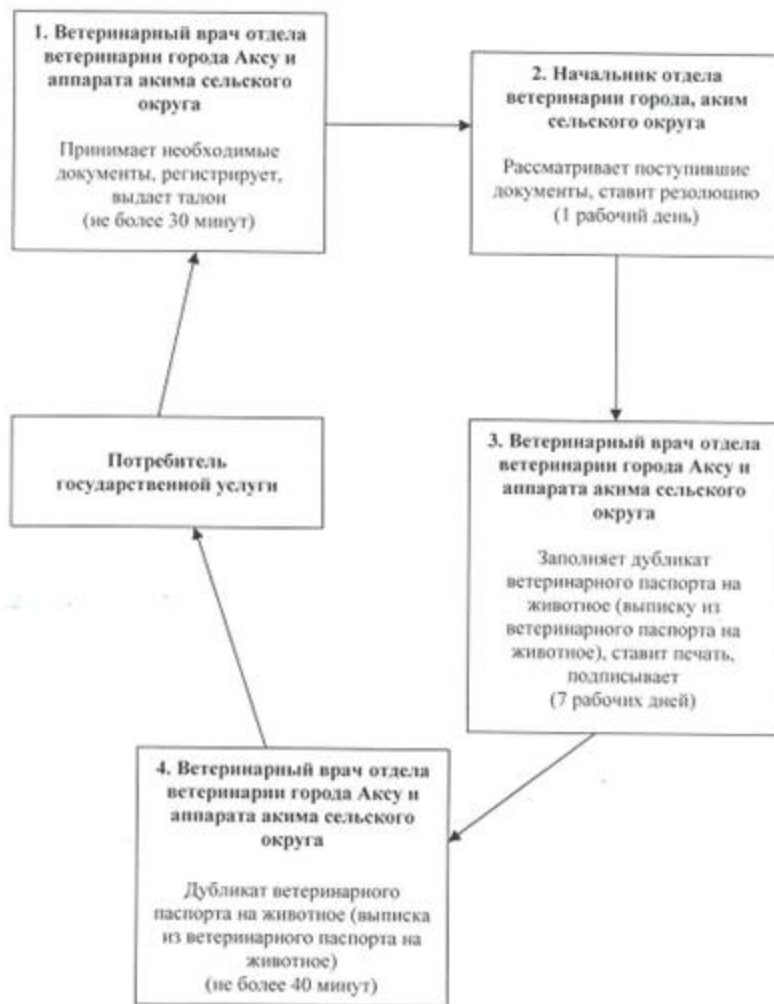 1. Ветеринарный врач отдела
ветеринарии города Аксу и
аппарата акима сельского
округа
Принимает необходимые
документы, регистрирует,
выдает талон
(не более 30 минут)
2. Начальник отдела
ветеринарии города, аким
сельского округа
Рассматривает поступившие
документы, ставит резолюцию
(1 рабочий день)
3. Ветеринарный врач отдела
ветеринарии города Аксу и
аппарата акима сельского
округа
Заполняет дубликат
ветеринарного паспорта на
животное (выписку из
ветеринарного паспорта на
животное), ставит печать,
подписывает
(7 рабочих дней)
4. Ветеринарный врач отдела
ветеринарии города Аксу и
аппарата акима сельского
округа
Дубликат ветеринарного
паспорта на животное (выписка
из ветеринарного паспорта на
животное)
(не более 40 минут)
Потребитель
государственной услуги